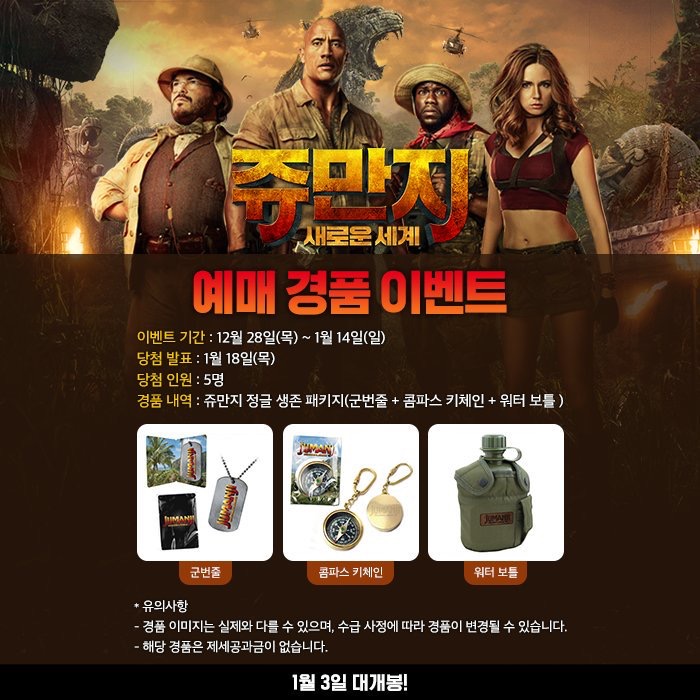 쥬만지
새로운 세계
예매 경품 이벤트
이벤트 기간 : 12월 28일(목) ~ 1월 14일(일)
당첨 발표 : 1월 18일(목)
당첨 인원 : 5명
경품 내역 : 쥬만지 정글 생존 패키지(군번줄 + 콤파스 키체인 + 워터 보틀 )
JUMANJI
JUMANJI
JUMANJI
JUMANJI
JUMANJI
JUMANJI
군번줄
콤파스 키체인
워터 보틀
* 유의사항
- 경품 이미지는 실제와 다를 수 있으며, 수급 사정에 따라 경품이 변경될 수 있습니다.
- 해당 경품은 제세공과금이 없습니다.
1월 3일 대개봉!